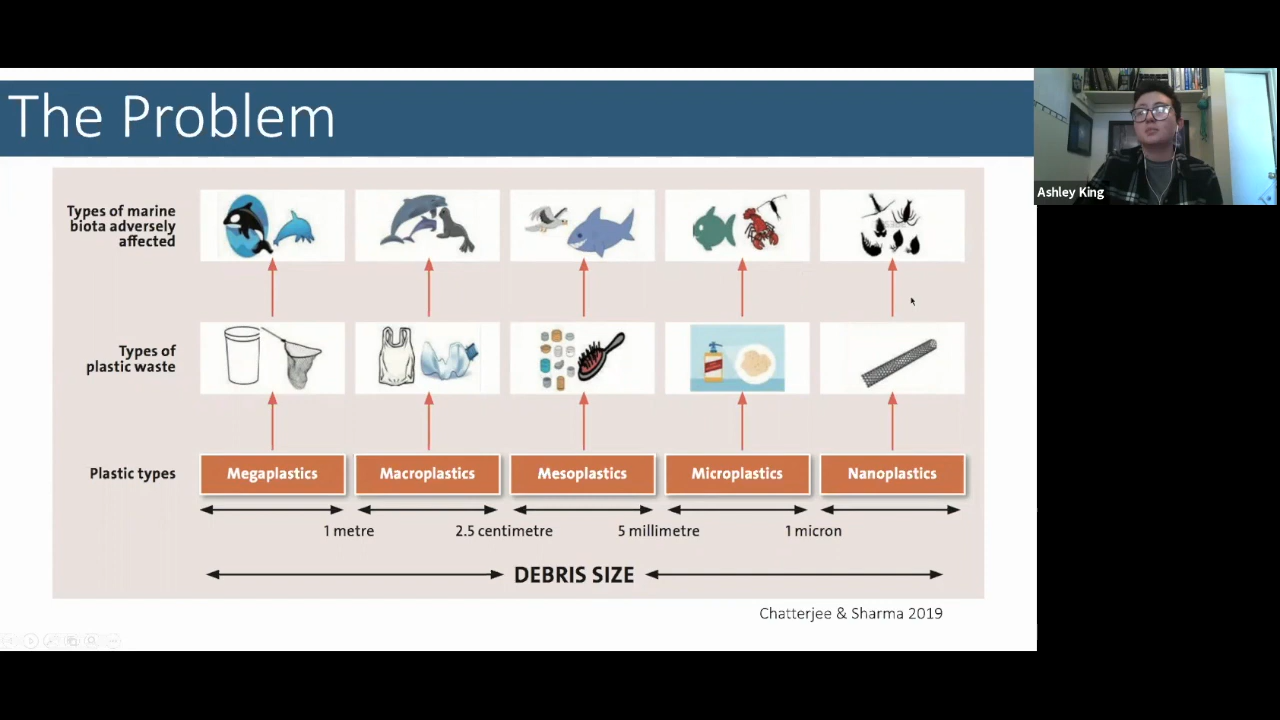 The Problem
Ashley King
Types of marine
biota adversely
affected
Types of
plastic waste
Plastic types
Megaplastics
Macroplastics
Mesoplastics
Microplastics
Nanoplastics
1 metre
2.5 centimetre
5 millimetre
1 micron
DEBRIS SIZE
Chatterjee & Sharma 2019